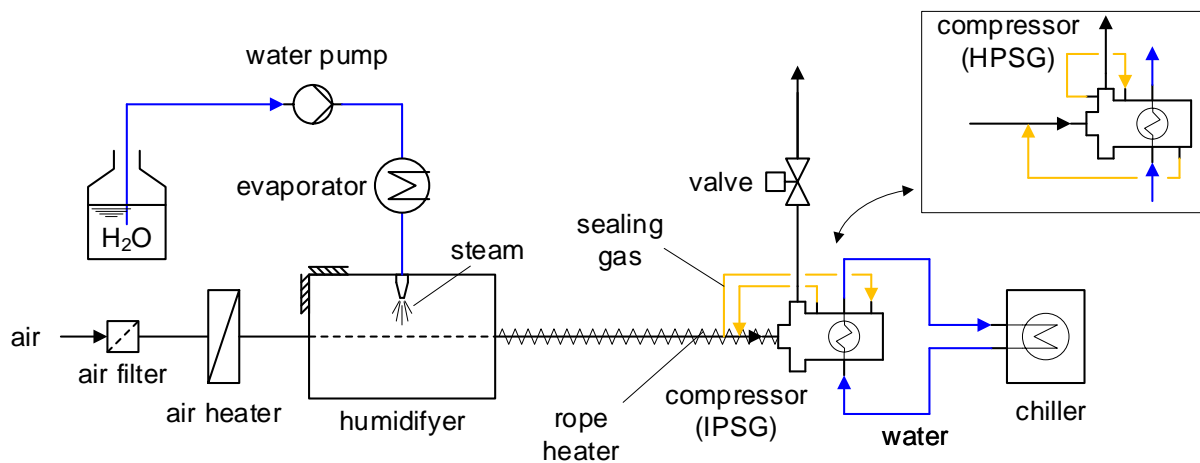 water pump
compressor
(HPSG)
evaporator
H₂O
steam
valve
sealing
gas
air
air filter
air heater
humidifyer
rope
heater
compressor
(IPSG)
water
chiller